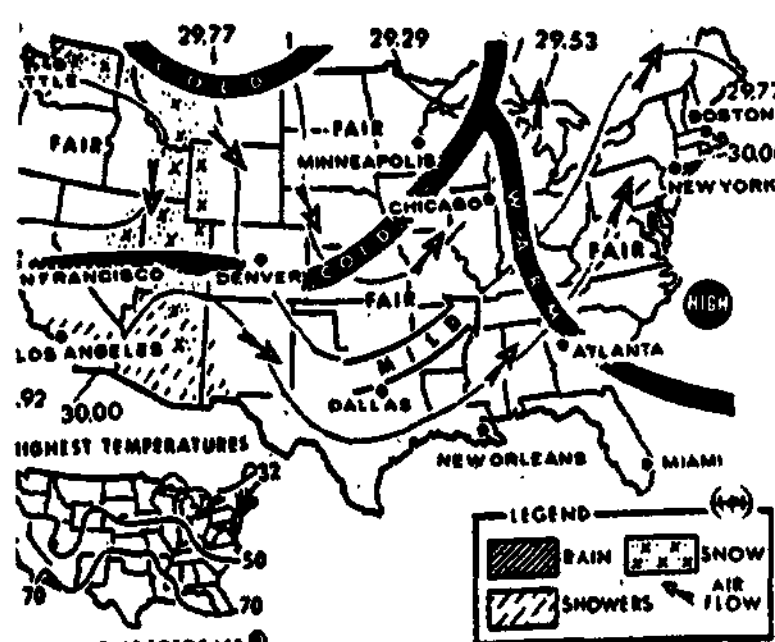 29.77 29.29 29.53
COLD
TTLE
29.77
BOSTON
FAIR
FAIR
MINNEAPOLIS
30.00
NEW YORK
CHICAGO
WARM
FAIR
N FRANCISCO
DENVER
COLD
FAIR
HIGH
LOS ANGELES
MILD
ATLANTA
.92 30.00
DALLAS
HIGHEST TEMPERATURES
NEW ORLEANS
MIAMI
32
LEGEND
50
RAIN
SNOW
70
70
SHOWERS
AIR
FLOW